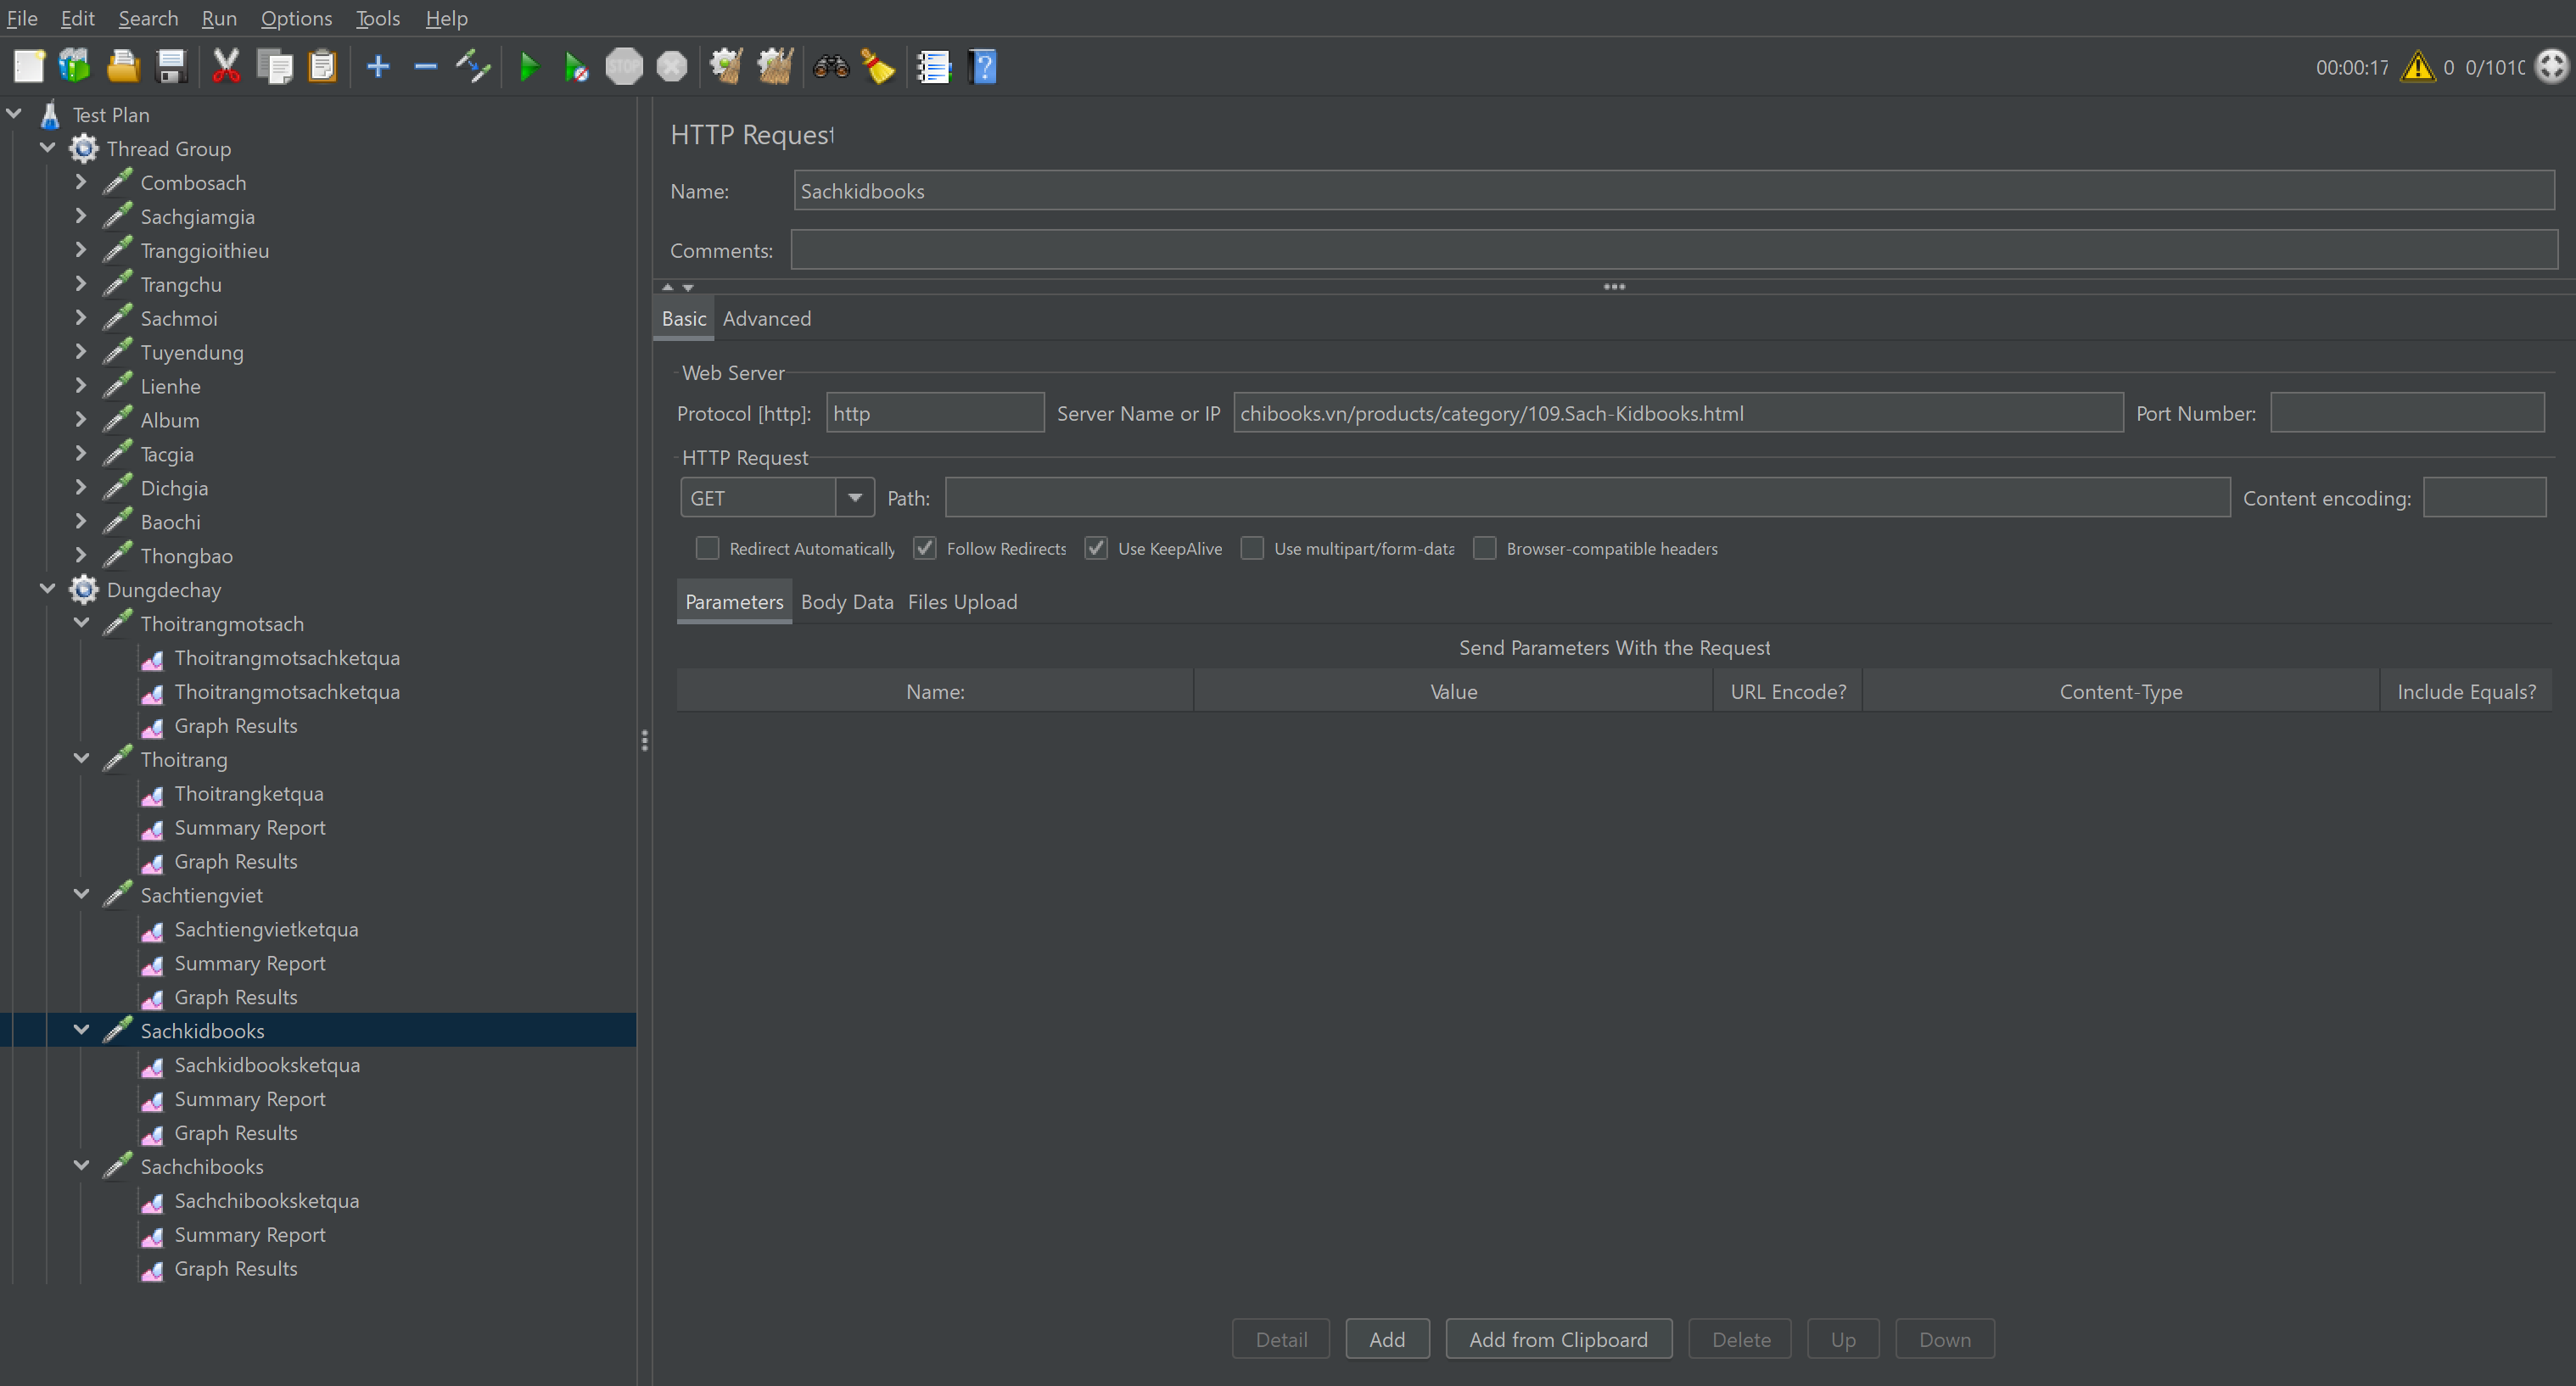 File Edit Search Run Options Tools Help
STOP
?
00:00:17 0 0/1010
Test Plan
Thread Group
Combosach
Sachgiamgia
Tranggioithieu
Trangchu
Sachmoi
Tuyendung
Lienhe
Album
Tacgia
Dichgia
Baochi
Thongbao
Dungdechay
Thoitrangmotsach
Thoitrangmotsachketqua
Thoitrangmotsachketqua
Graph Results
Thoitrang
Thoitrangketqua
Summary Report
Graph Results
Sachtiengviet
Sachtiengvietketqua
Summary Report
Graph Results
Sachkidbooks
Sachkidbooksketqua
Summary Report
Graph Results
Sachchibooks
Sachchibooksketqua
Summary Report
Graph Results
HTTP Request
Name: Sachkidbooks
Comments:
Basic Advanced
Web Server
Protocol [http]: http Server Name or IP chibooks.vn/products/category/109.Sach-Kidbooks.html Port Number:
HTTP Request
GET Path: Content encoding:
Redirect Automatically Follow Redirects Use KeepAlive Use multipart/form-data Browser-compatible headers
Parameters Body Data Files Upload
Send Parameters With the Request
Name: Value URL Encode? Content-Type Include Equals?
Detail Add Add from Clipboard Delete Up Down